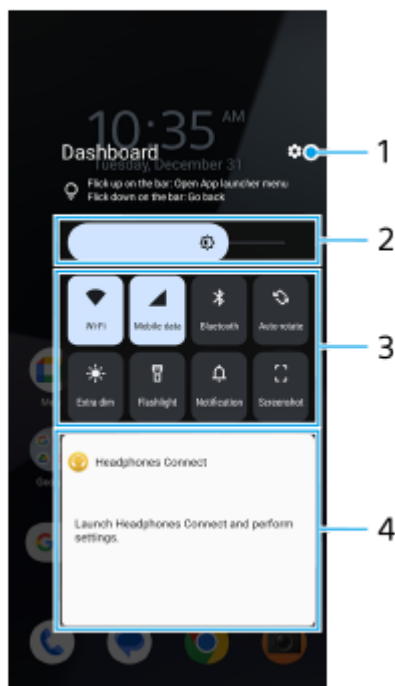 10:35 AM
Dashboard
1
Tuesday, December 31
Flick up on the bar: Open App launcher menu
Flick down on the bar: Go back
2
Wi-Fi
Mobile data
Bluetooth
Auto-rotate
3
Extra dim
Flashlight
Notification
Screenshot
Headphones Connect
Launch Headphones Connect and perform
settings.
4